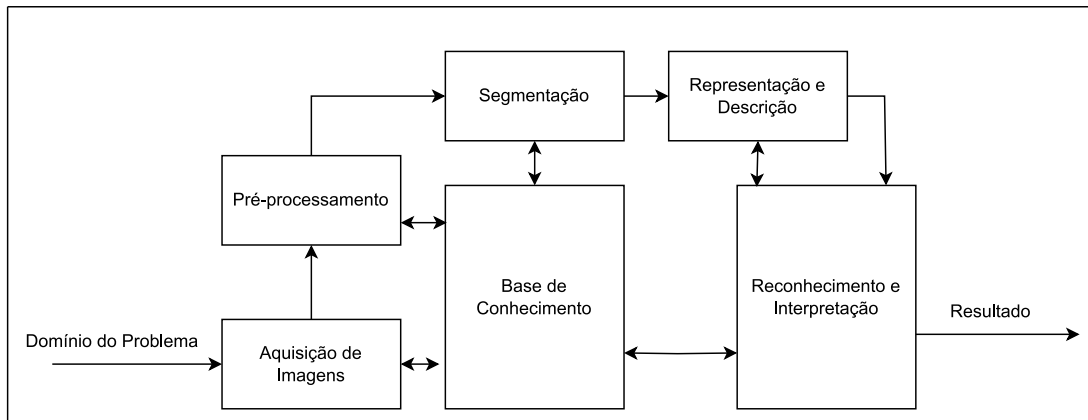 Segmentação
Representação e
Descrição
Pré-processamento
Base de
Conhecimento
Reconhecimento e
Interpretação
Resultado
Domínio do Problema
Aquisição de
Imagens